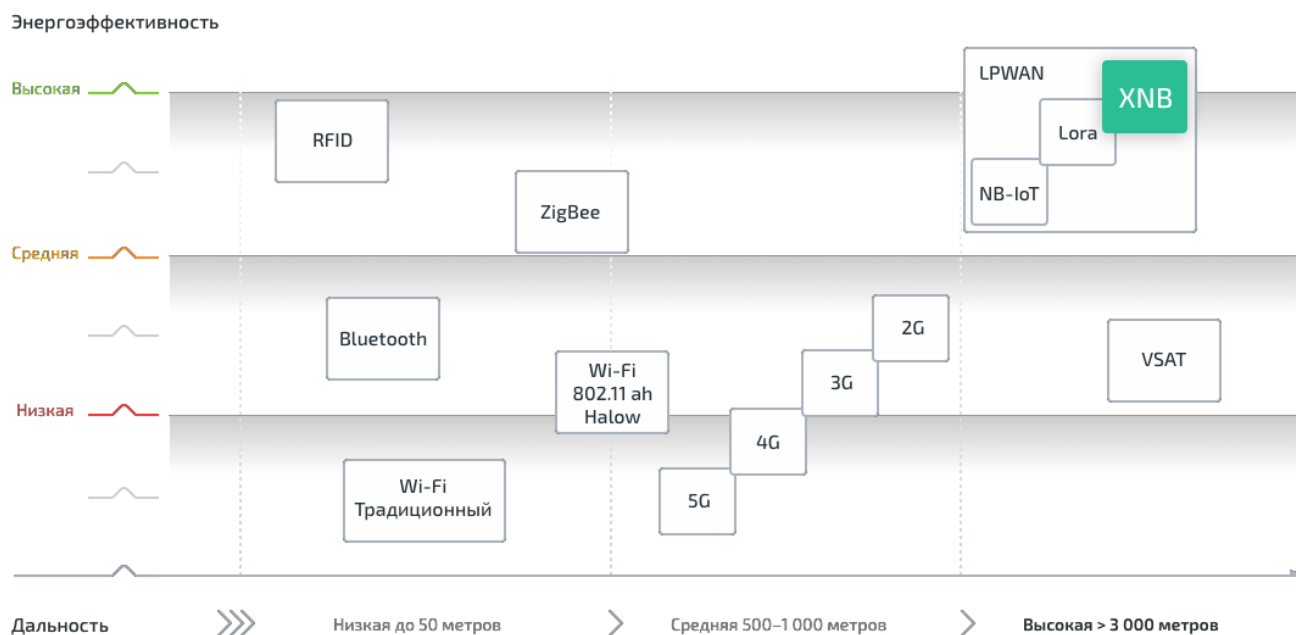 Энергоэффективность
Высокая
LPWAN
XNB
Lora
RFID
NB-IoT
ZigBee
Средняя
Bluetooth
2G
VSAT
Wi-Fi
802.11 ah
Halow
3G
Низкая
4G
Wi-Fi
Традиционный
5G
Дальность
Низкая до 50 метров
Средняя 500–1 000 метров
Высокая > 3 000 метров